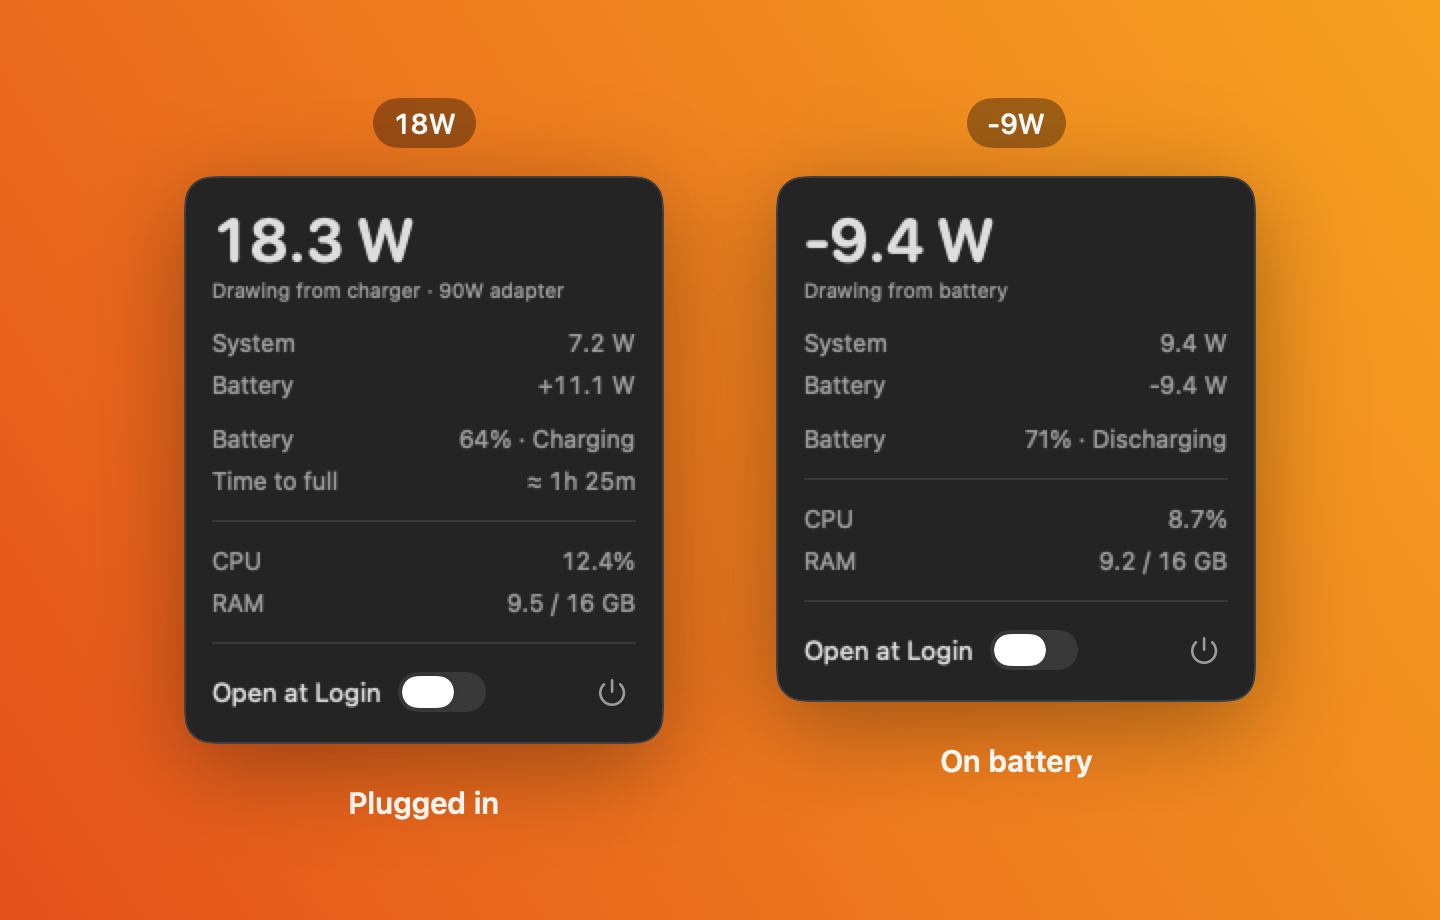 18W
18.3 W
Drawing from charger · 90W adapter
System 7.2 W
Battery +11.1 W
Battery 64% · Charging
Time to full ≈ 1h 25m
CPU 12.4%
RAM 9.5 / 16 GB
Open at Login
Plugged in
-9W
-9.4 W
Drawing from battery
System 9.4 W
Battery -9.4 W
Battery 71% · Discharging
CPU 8.7%
RAM 9.2 / 16 GB
Open at Login
On battery